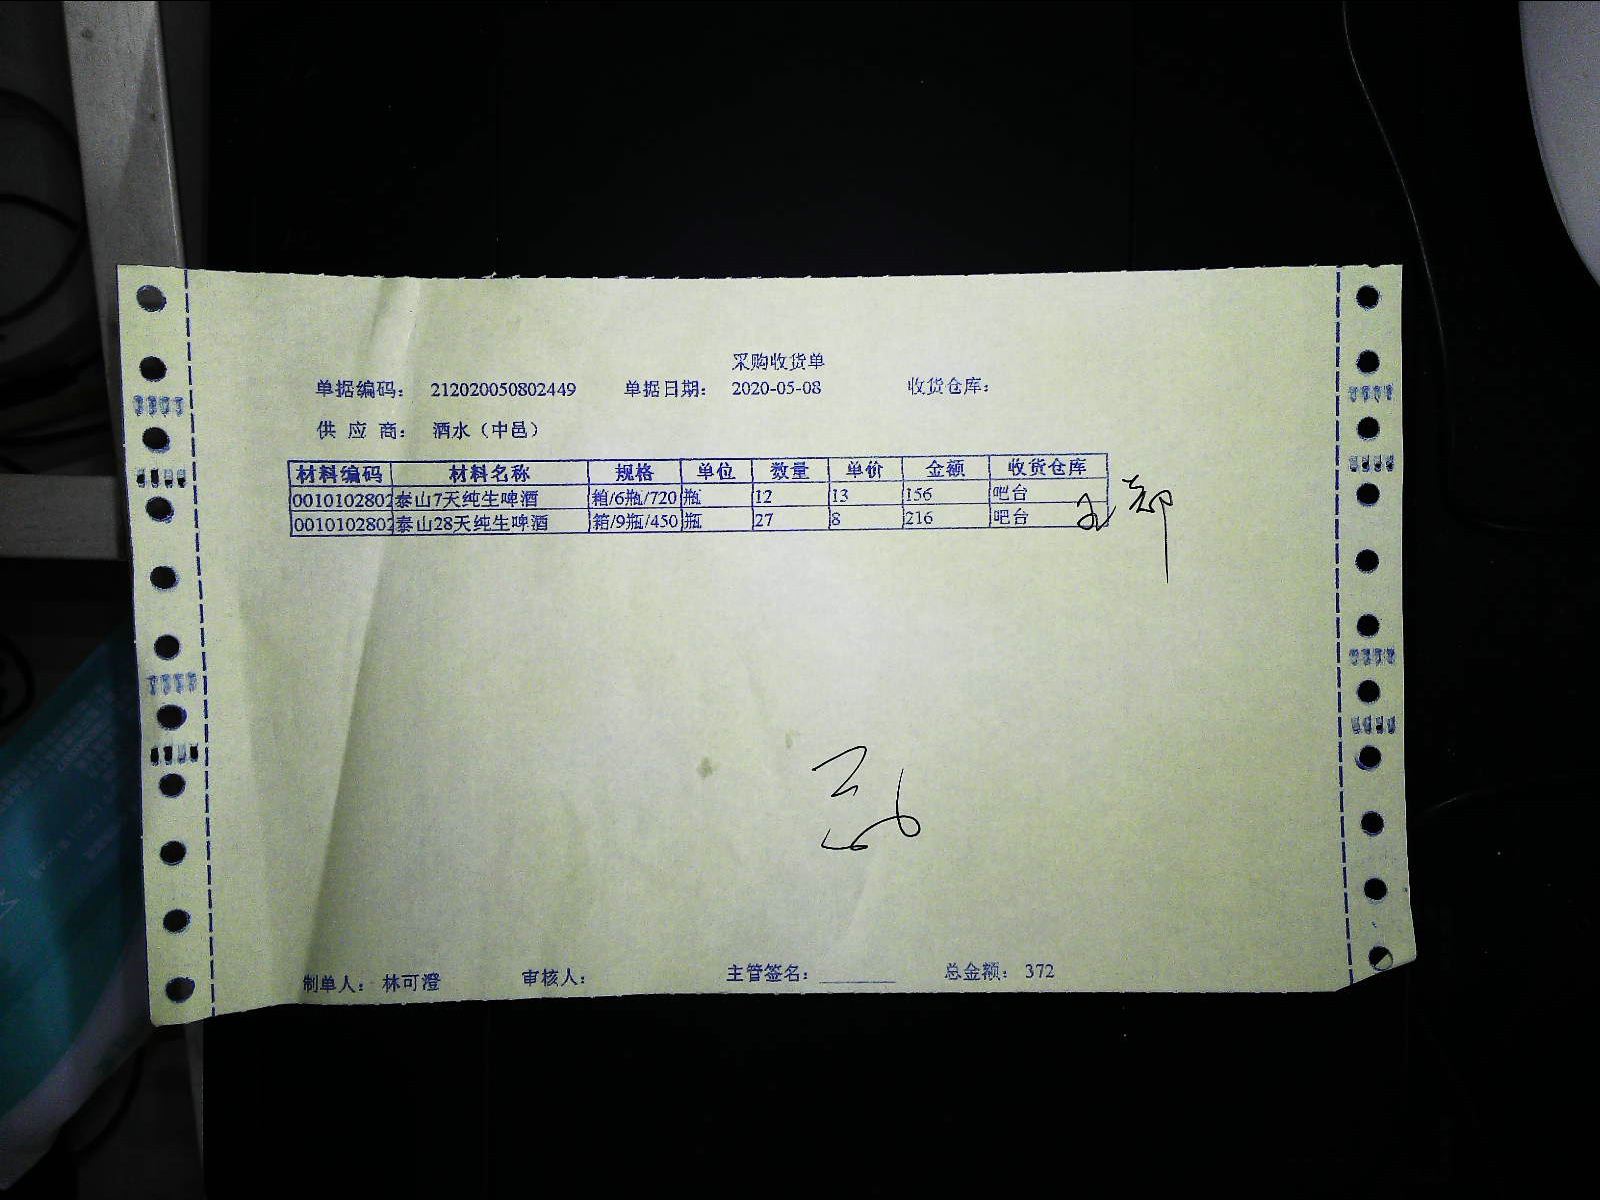 采购收货单
单据编码： 212020050802449 单据日期： 2020-05-08 收货仓库：
供 应 商： 酒水（中邑）
材料编码 材料名称 规格 单位 数量 单价 金额 收货仓库
0010102802 泰山7天纯生啤酒 箱/6瓶/720 瓶 12 13 156 吧台
0010102802 泰山28天纯生啤酒 箱/9瓶/450 瓶 27 8 216 吧台
制单人： 林可澄 审核人： 主管签名： 总金额： 372